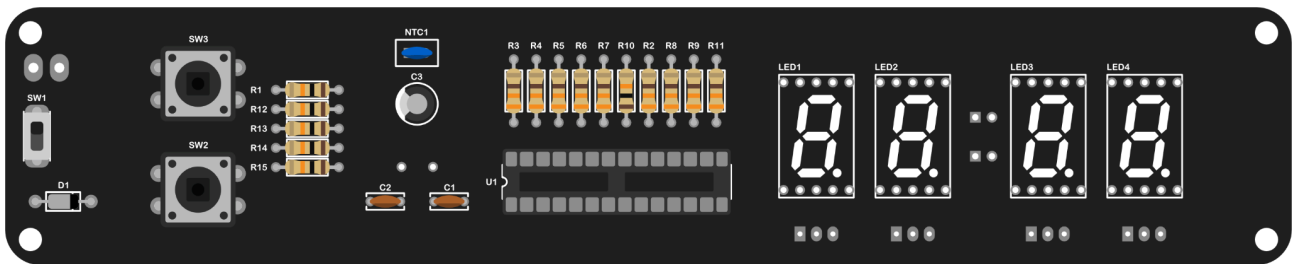 SW3
NTC1
R3 R4 R5 R6 R7 R10 R2 R8 R9 R11
LED1 LED2 LED3 LED4
C3
R1
SW1
R12
R13
R14
SW2
R15
U1
D1
C2 C1